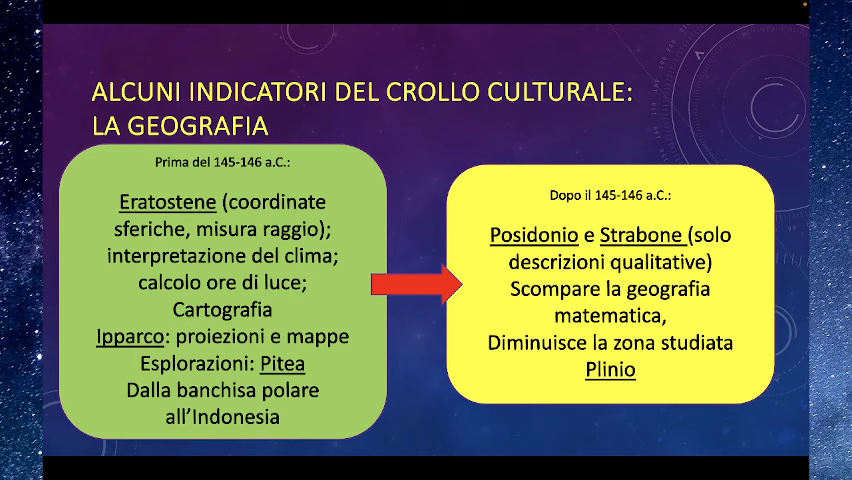 ALCUNI INDICATORI DEL CROLLO CULTURALE:
LA GEOGRAFIA
Prima del 145-146 a.C.:
Eratostene (coordinate
sferiche, misura raggio);
interpretazione del clima;
calcolo ore di luce;
Cartografia
Ipparco: proiezioni e mappe
Esplorazioni: Pitea
Dalla banchisa polare
all’Indonesia
Dopo il 145-146 a.C.:
Posidonio e Strabone (solo
descrizioni qualitative)
Scompare la geografia
matematica,
Diminuisce la zona studiata
Plinio